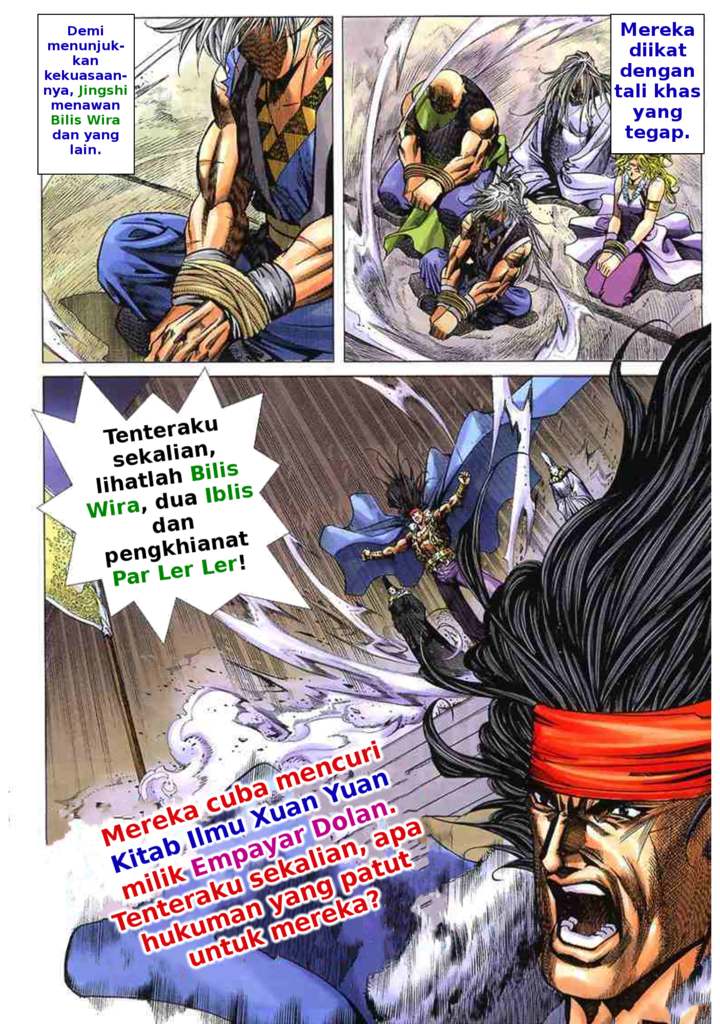 Demi
menunjuk-
kan
kekuasaan-
nya, Jingshi
menawan
Bilis Wira
dan yang
lain.
Mereka
diikat
dengan
tali khas
yang
tegap.
Tenteraku
sekalian,
lihatlah Bilis
Wira, dua Iblis
dan
pengkhianat
Par Ler Ler!
Mereka cuba mencuri
Kitab Ilmu Xuan Yuan
milik Empayar Dolan.
Tenteraku sekalian, apa
hukuman yang patut
untuk mereka?